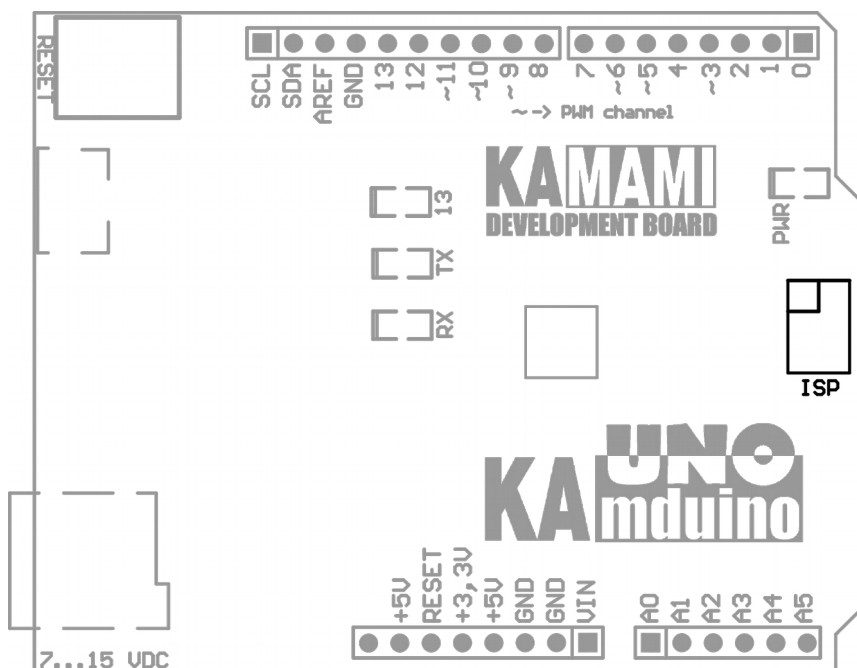 RESET
SCL SDA AREF GND 13 12 ~11 ~10 ~9 8 7 ~6 ~5 4 ~3 2 1 0
~-> PWM channel
KAMAMI
DEVELOPMENT BOARD
13
PWR
TX
RX
ISP
KA UNO
mduino
+5V RESET +3,3V +5V GND GND VIN A0 A1 A2 A3 A4 A5
7...15 VDC